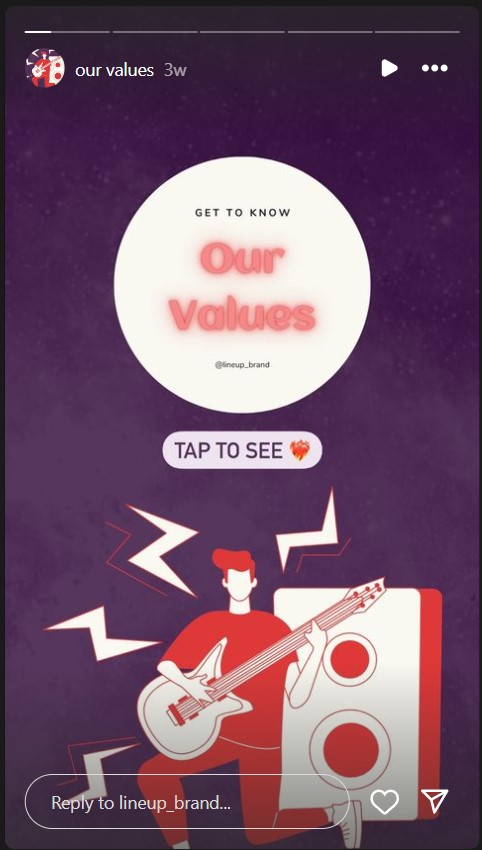 our values 3w
GET TO KNOW
Our
Values
@lineup_brand
TAP TO SEE ❤️‍🔥
Reply to lineup_brand...